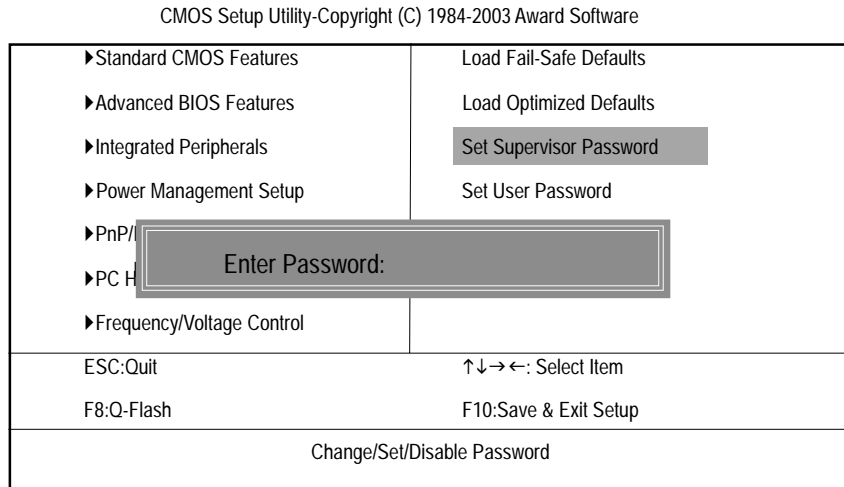 CMOS Setup Utility-Copyright (C) 1984-2003 Award Software
▶Standard CMOS Features
▶Advanced BIOS Features
▶Integrated Peripherals
▶Power Management Setup
▶PnP/
▶PC H
▶Frequency/Voltage Control
Load Fail-Safe Defaults
Load Optimized Defaults
Set Supervisor Password
Set User Password
Enter Password:
ESC:Quit
↑↓→←: Select Item
F8:Q-Flash
F10:Save & Exit Setup
Change/Set/Disable Password